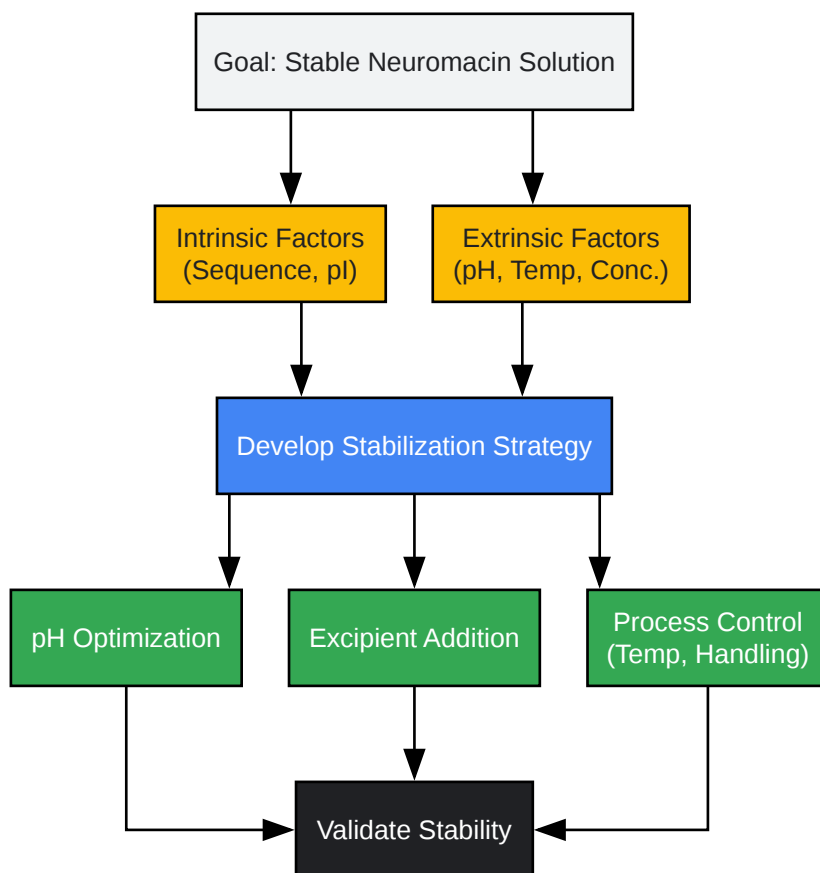 Goal: Stable Neuromacin Solution
Intrinsic Factors
(Sequence, pI)
Extrinsic Factors
(pH, Temp, Conc.)
Develop Stabilization Strategy
pH Optimization
Excipient Addition
Process Control
(Temp, Handling)
Validate Stability